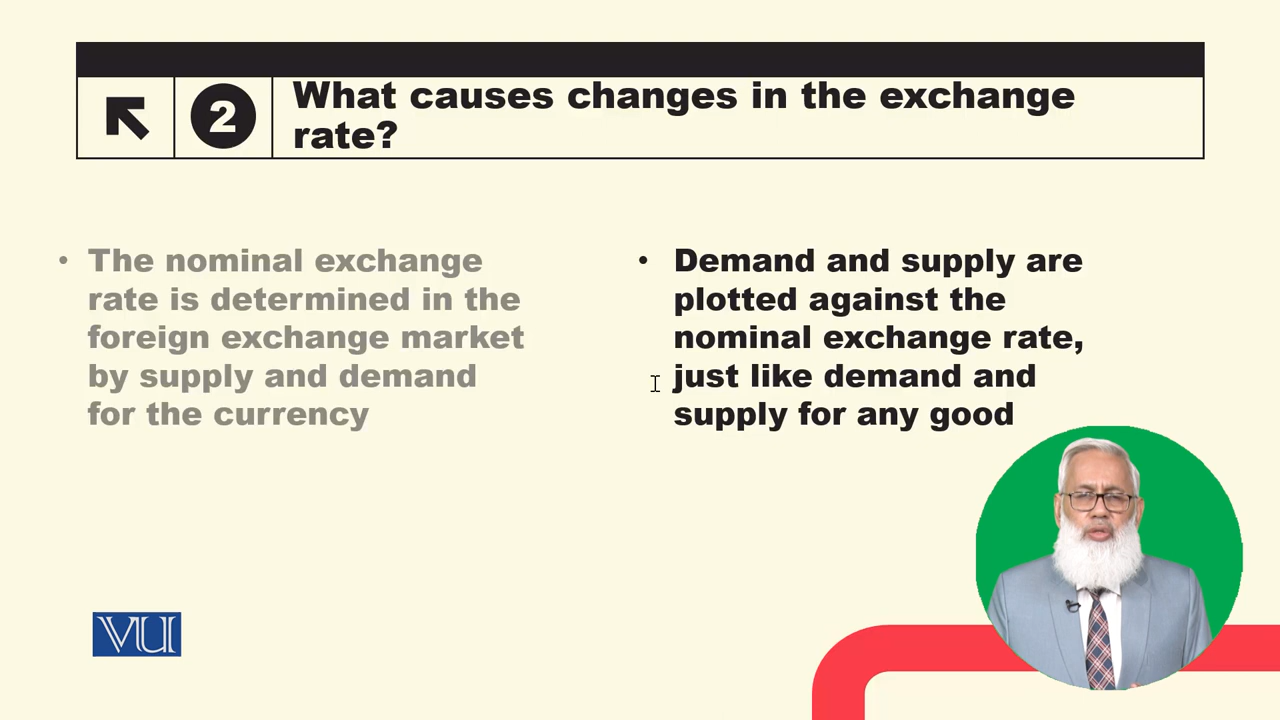 2
What causes changes in the exchange
rate?
• The nominal exchange
rate is determined in the
foreign exchange market
by supply and demand
for the currency
• Demand and supply are
plotted against the
nominal exchange rate,
just like demand and
supply for any good
VU